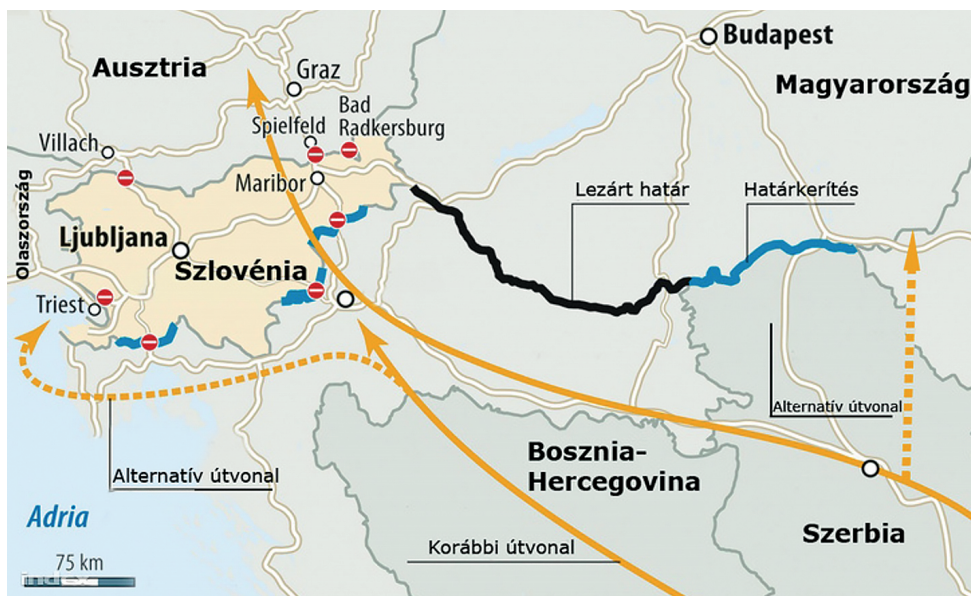 Budapest
Ausztria
Graz
Magyarország
Bad
Radkersburg
Spielfeld
Villach
Maribor
Lezárt határ
Határkerítés
Olaszország
Ljubljana
Szlovénia
Triest
Alternatív útvonal
Bosznia-
Hercegovina
Alternatív útvonal
Adria
Szerbia
Korábbi útvonal
75 km
index